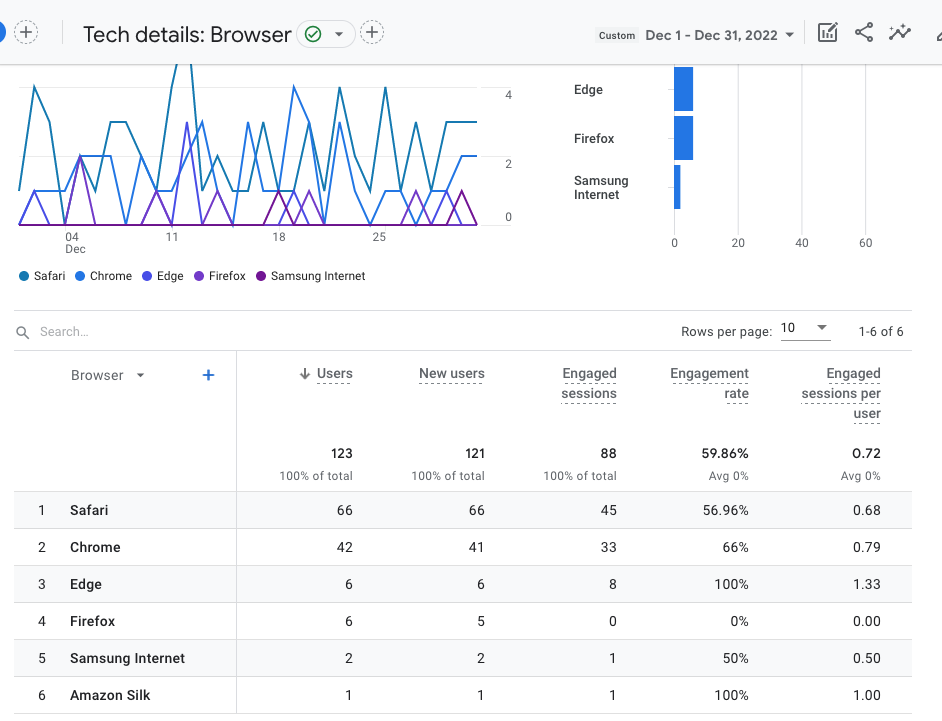 Tech details: Browser
Custom Dec 1 - Dec 31, 2022
4
2
0
04
Dec
11
18
25
Safari Chrome Edge Firefox Samsung Internet
Edge
Firefox
Samsung
Internet
0 20 40 60
Search...
Rows per page: 10 1-6 of 6
Browser + Users New users Engaged sessions Engagement rate Engaged sessions per user
123 121 88 59.86% 0.72
100% of total 100% of total 100% of total Avg 0% Avg 0%
1 Safari 66 66 45 56.96% 0.68
2 Chrome 42 41 33 66% 0.79
3 Edge 6 6 8 100% 1.33
4 Firefox 6 5 0 0% 0.00
5 Samsung Internet 2 2 1 50% 0.50
6 Amazon Silk 1 1 1 100% 1.00